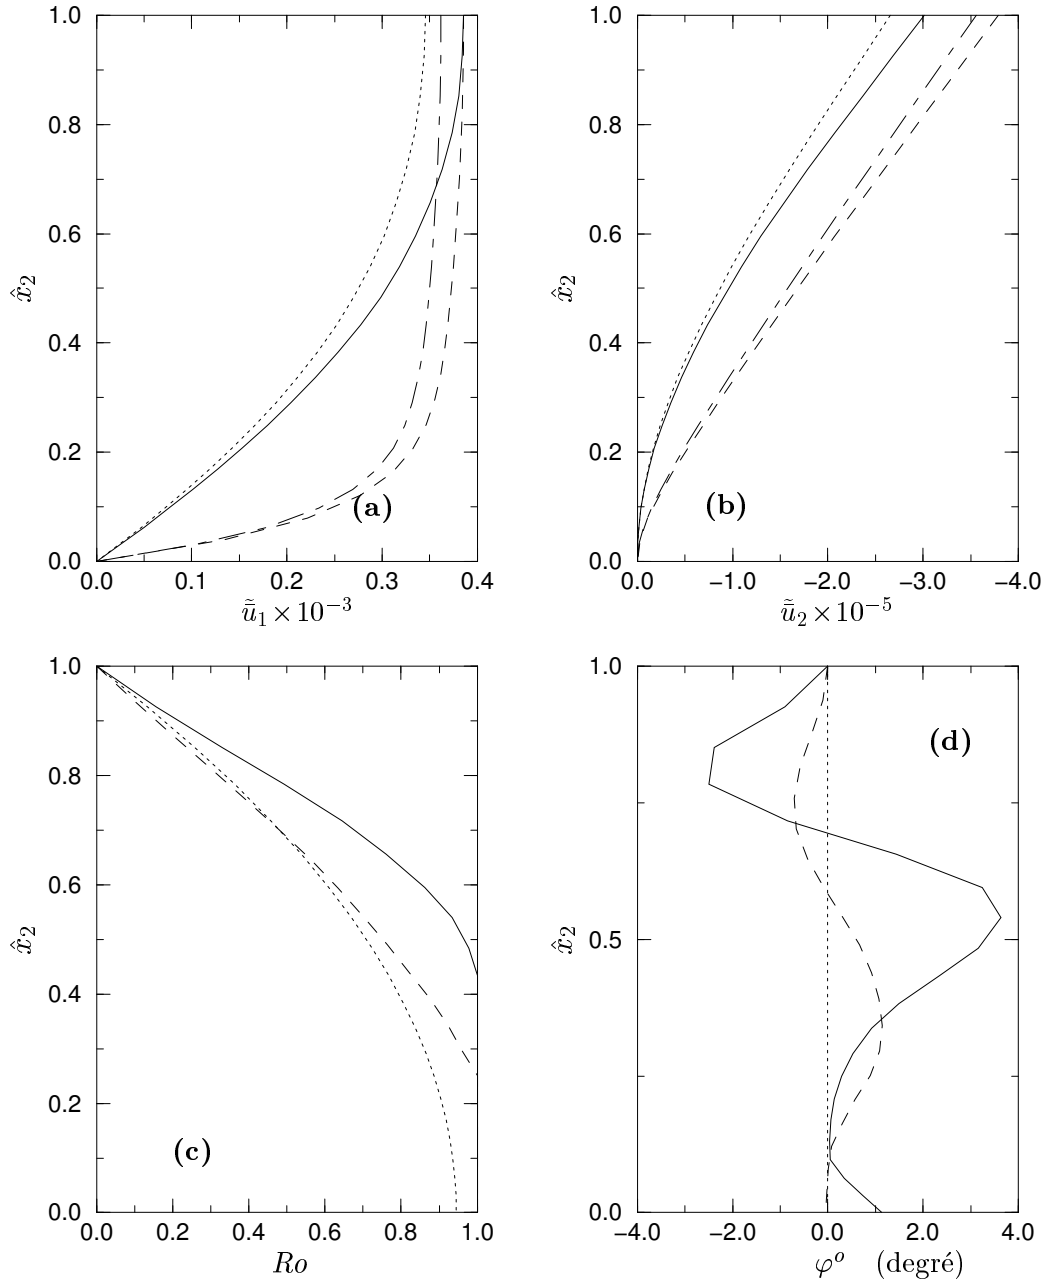 1.0
0.8
0.6
0.4
0.2
0.0
x̂₂
(a)
0.0 0.1 0.2 0.3 0.4
ũ̄₁ × 10⁻³
1.0
0.8
0.6
0.4
0.2
0.0
x̂₂
(b)
0.0 −1.0 −2.0 −3.0 −4.0
ũ̄₂ × 10⁻⁵
1.0
0.8
0.6
0.4
0.2
0.0
x̂₂
(c)
0.0 0.2 0.4 0.6 0.8 1.0
Ro
1.0
0.5
0.0
x̂₂
(d)
−4.0 −2.0 0.0 2.0 4.0
φᵒ (degré)